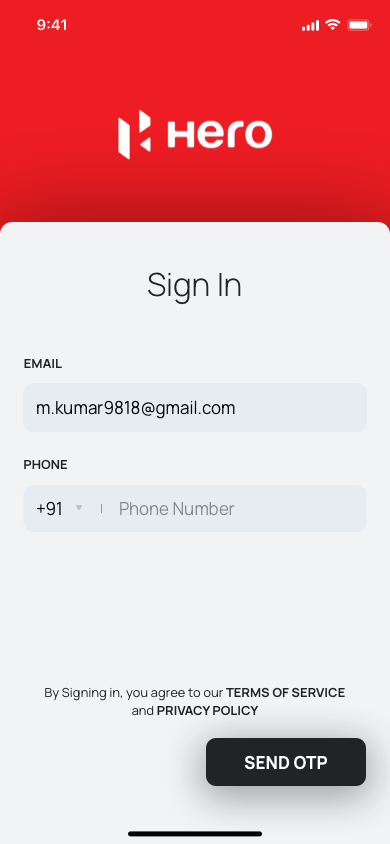 9:41
Hero
Sign In
EMAIL
m.kumar9818@gmail.com
PHONE
+91 Phone Number
By Signing in, you agree to our TERMS OF SERVICE
and PRIVACY POLICY
SEND OTP